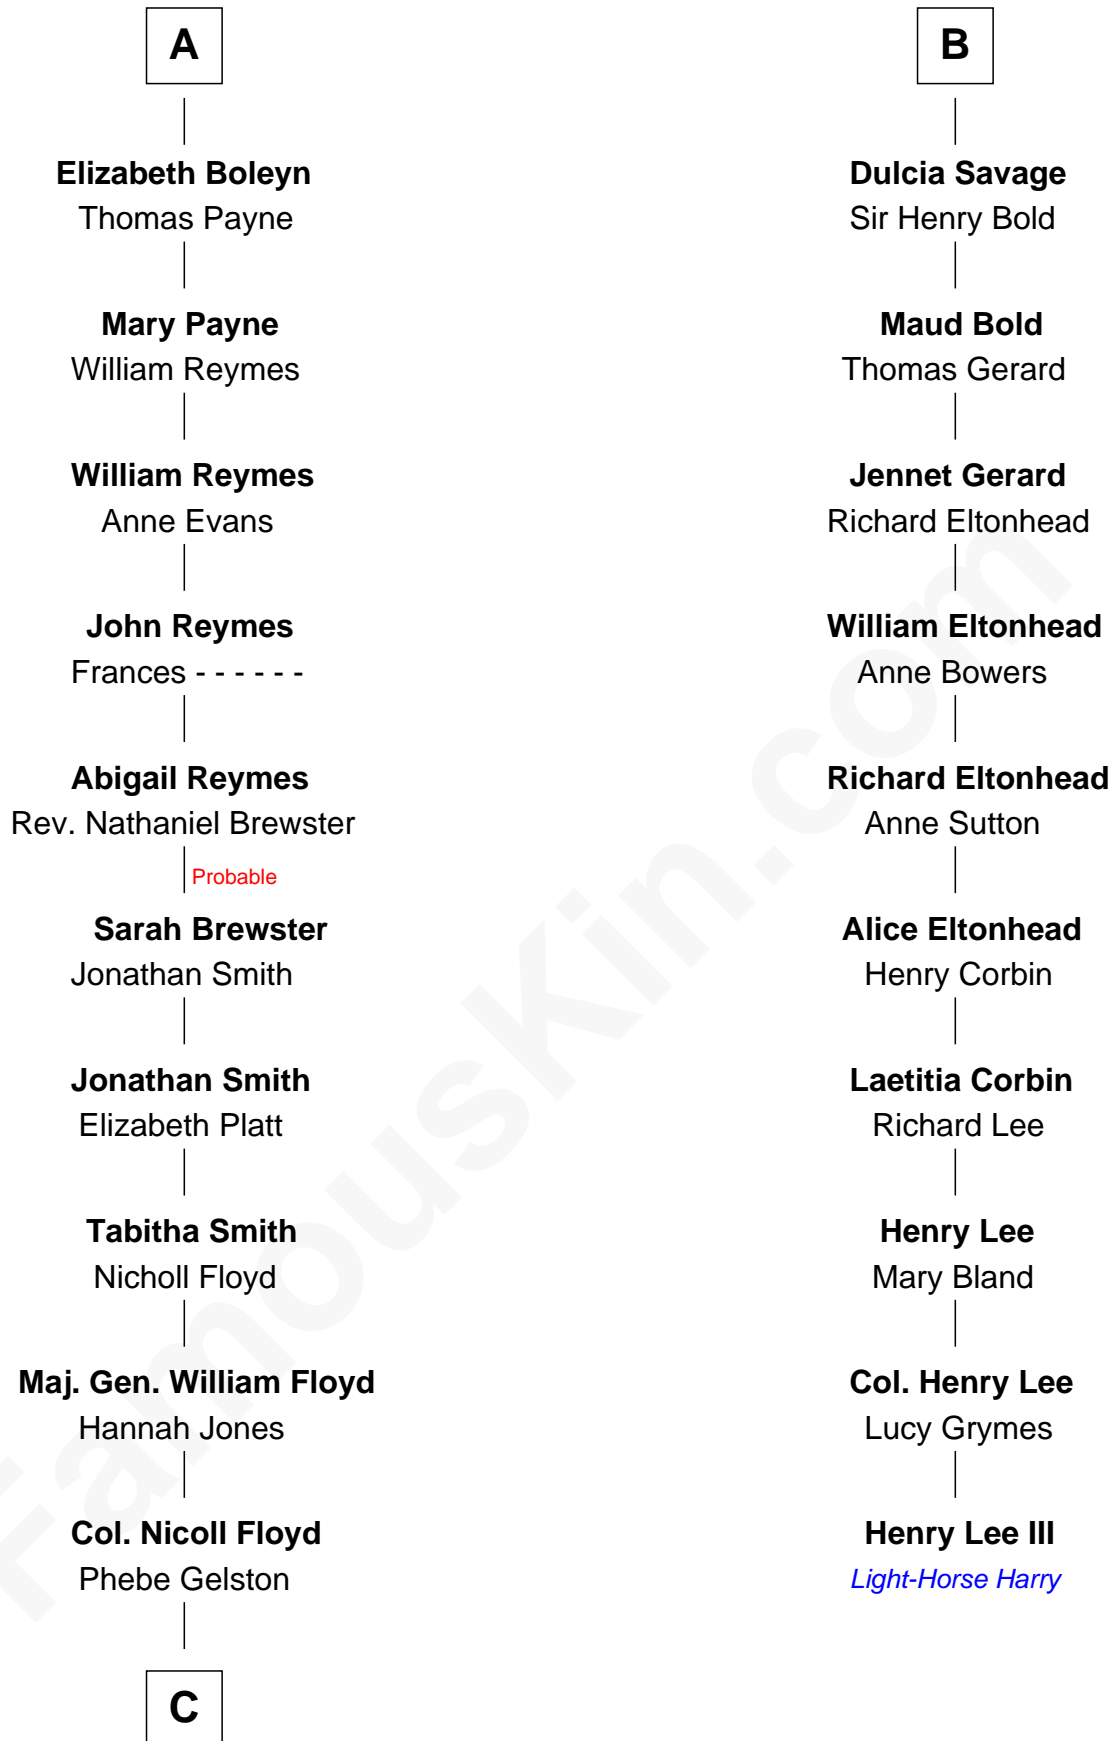 A
Elizabeth Boleyn
Thomas Payne
Mary Payne
William Reymes
William Reymes
Anne Evans
John Reymes
Frances - - - - - -
Abigail Reymes
Rev. Nathaniel Brewster
Probable
Sarah Brewster
Jonathan Smith
Jonathan Smith
Elizabeth Platt
Tabitha Smith
Nicholl Floyd
Maj. Gen. William Floyd
Hannah Jones
Col. Nicoll Floyd
Phebe Gelston
C
B
Dulcia Savage
Sir Henry Bold
Maud Bold
Thomas Gerard
Jennet Gerard
Richard Eltonhead
William Eltonhead
Anne Bowers
Richard Eltonhead
Anne Sutton
Alice Eltonhead
Henry Corbin
Laetitia Corbin
Richard Lee
Henry Lee
Mary Bland
Col. Henry Lee
Lucy Grymes
Henry Lee III
Light-Horse Harry
FamousKin.com